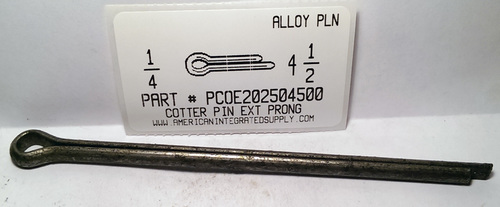 ALLOY PLN
1/4 4 1/2
PART # PCOE202504500
COTTER PIN EXT PRONG
WWW.AMERICANINTEGRATEDSUPPLY.COM